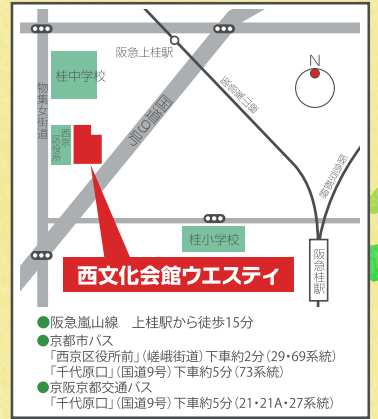 阪急上桂駅
N
桂中学校
物集女街道
西京
区役所
国道9号
阪急嵐山線
阪急京都線
桂小学校
阪急桂駅
西文化会館ウエスティ
●阪急嵐山線 上桂駅から徒歩15分
●京都市バス
「西京区役所前」(嵯峨街道)下車約2分(29・69系統)
「千代原口」(国道9号)下車約5分(73系統)
●京阪京都交通バス
「千代原口」(国道9号)下車約5分(21・21A・27系統)